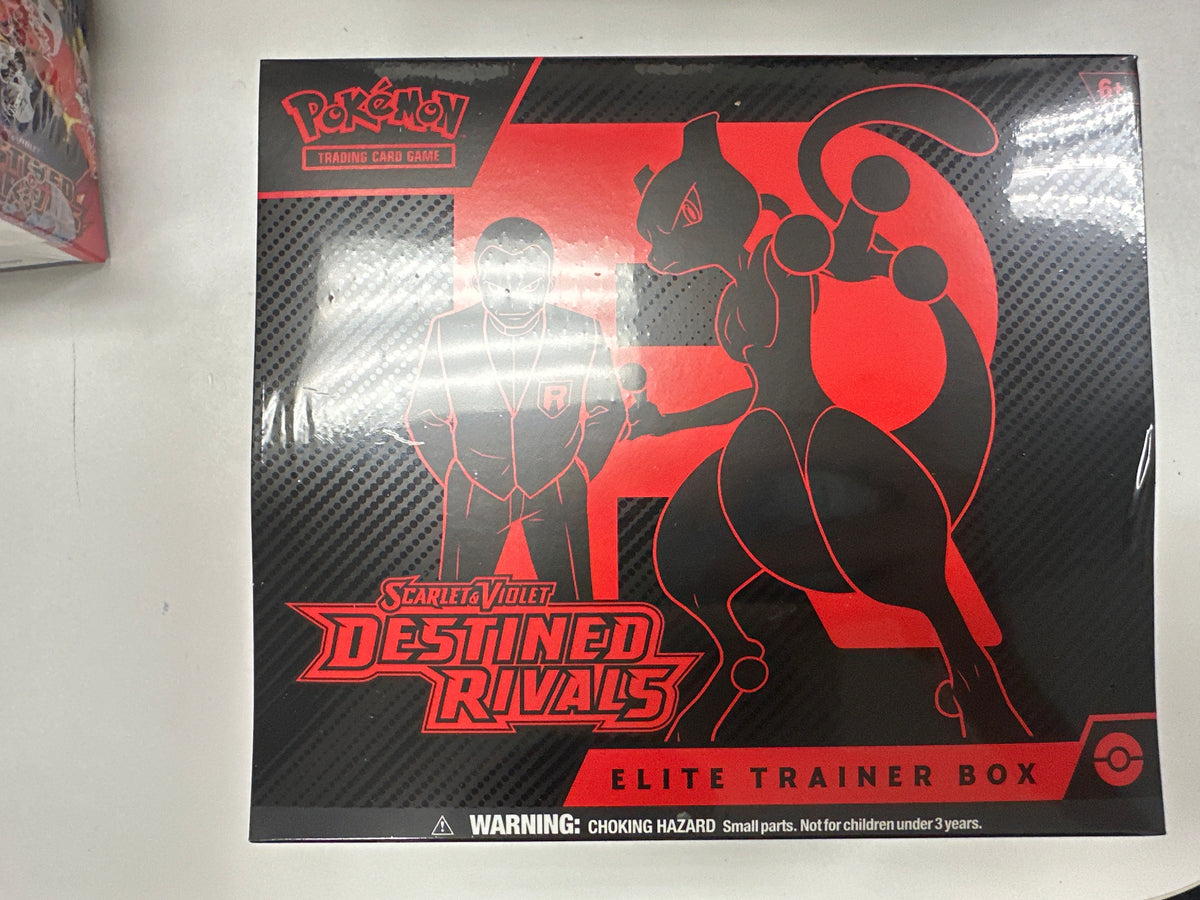 POKéMON
TRADING CARD GAME
6+
R
SCARLET & VIOLET
DESTINED
RIVALS
ELITE TRAINER BOX
WARNING: CHOKING HAZARD Small parts. Not for children under 3 years.